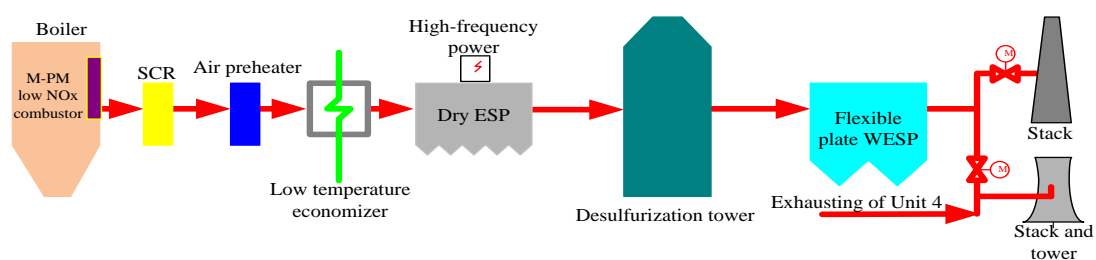 Boiler
M-PM
low NOx
combustor
SCR
Air preheater
Low temperature
economizer
High-frequency
power
Dry ESP
Desulfurization tower
Flexible
plate WESP
Exhausting of Unit 4
M
Stack
M
Stack and
tower